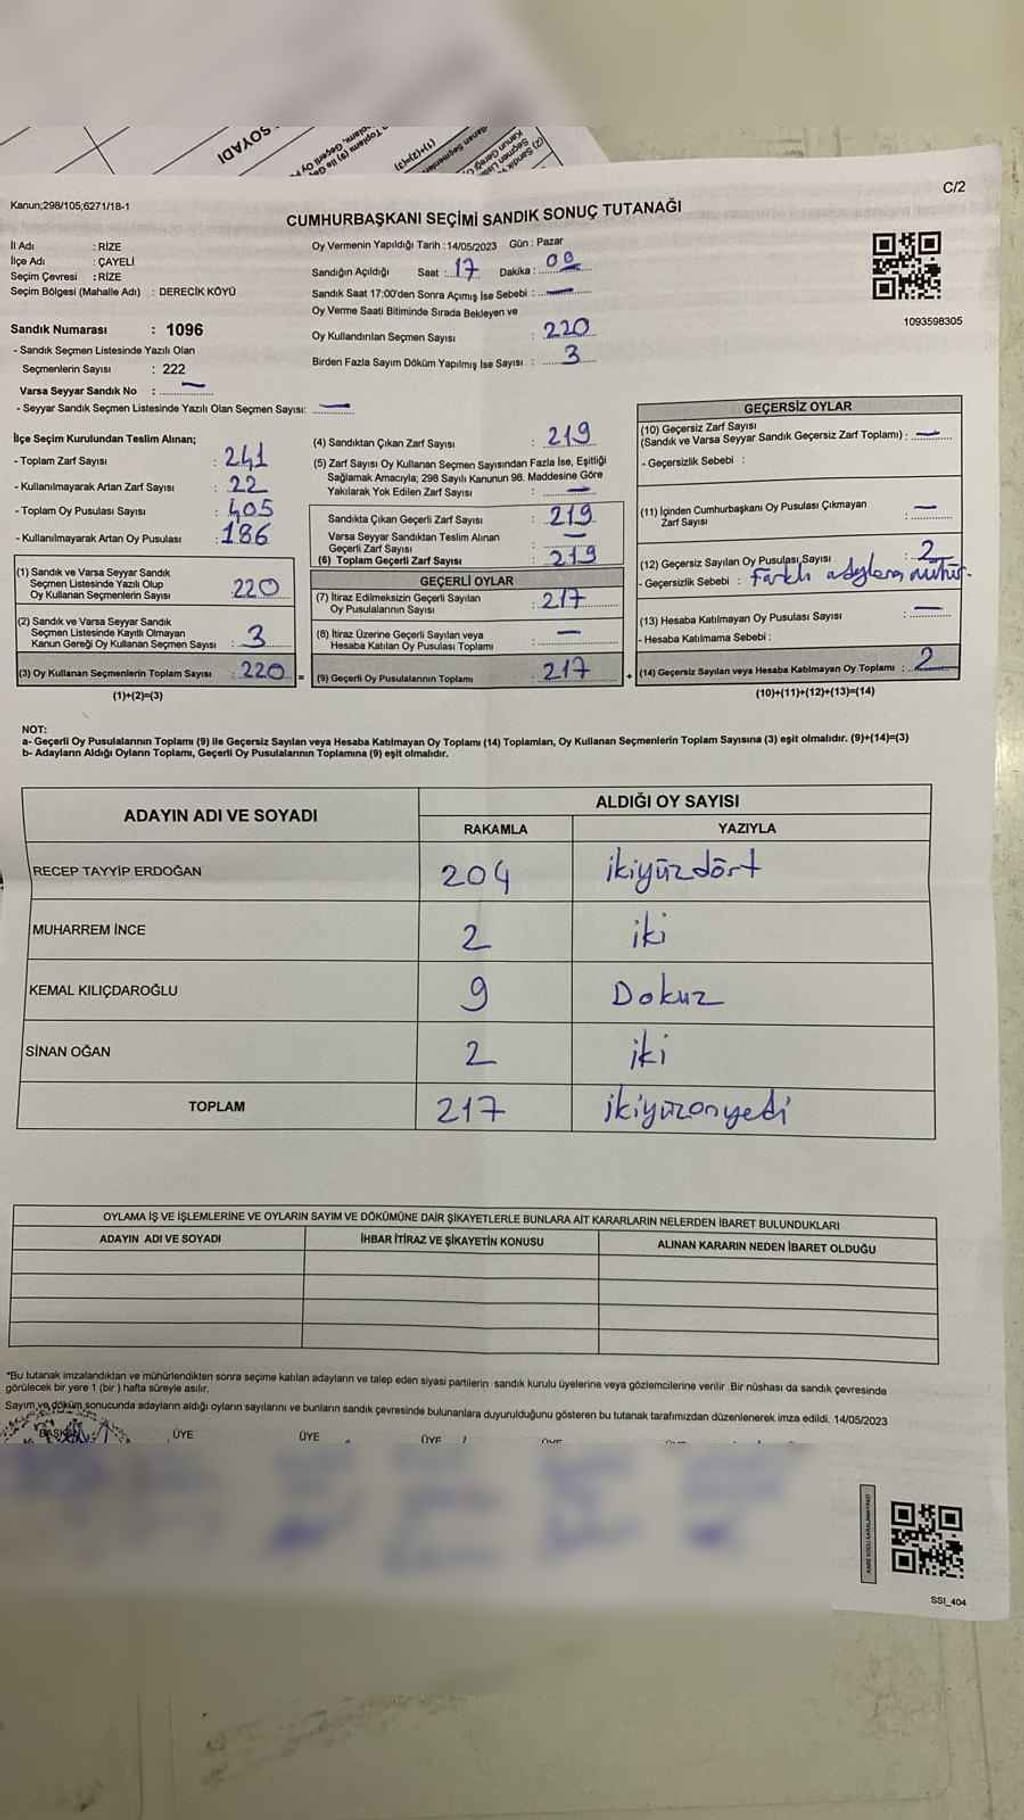 SOYADI
C/2
Kanun;298/105;6271/18-1
CUMHURBAŞKANI SEÇİMİ SANDIK SONUÇ TUTANAĞI
İl Adı : RİZE
İlçe Adı : ÇAYELİ
Seçim Çevresi : RİZE
Seçim Bölgesi (Mahalle Adı) : DERECİK KÖYÜ
Oy Vermenin Yapıldığı Tarih : 14/05/2023 Gün : Pazar
Sandığın Açıldığı Saat : 17 Dakika : 00
Sandık Saat 17:00'den Sonra Açımış İse Sebebi : —
Oy Verme Saati Bitiminde Sırada Bekleyen ve
Oy Kullandırılan Seçmen Sayısı : 220
Birden Fazla Sayım Döküm Yapılmış İse Sayısı : 3
1093598305
Sandık Numarası : 1096
- Sandık Seçmen Listesinde Yazılı Olan
Seçmenlerin Sayısı : 222
Varsa Seyyar Sandık No : —
- Seyyar Sandık Seçmen Listesinde Yazılı Olan Seçmen Sayısı: —
İlçe Seçim Kurulundan Teslim Alınan;
- Toplam Zarf Sayısı : 241
- Kullanılmayarak Artan Zarf Sayısı : 22
- Toplam Oy Pusulası Sayısı : 405
- Kullanılmayarak Artan Oy Pusulası : 186
(1) Sandık ve Varsa Seyyar Sandık
Seçmen Listesinde Yazılı Olup
Oy Kullanan Seçmenlerin Sayısı : 220
(2) Sandık ve Varsa Seyyar Sandık
Seçmen Listesinde Kayıtlı Olmayan
Kanun Gereği Oy Kullanan Seçmen Sayısı : 3
(3) Oy Kullanan Seçmenlerin Toplam Sayısı : 220
(1)+(2)=(3)
(4) Sandıktan Çıkan Zarf Sayısı : 219
(5) Zarf Sayısı Oy Kullanan Seçmen Sayısından Fazla İse, Eşitliği
Sağlamak Amacıyla; 298 Sayılı Kanunun 98. Maddesine Göre
Yakılarak Yok Edilen Zarf Sayısı : —
Sandıkta Çıkan Geçerli Zarf Sayısı : 219
Varsa Seyyar Sandıktan Teslim Alınan
Geçerli Zarf Sayısı : —
(6) Toplam Geçerli Zarf Sayısı : 219
GEÇERLİ OYLAR
(7) İtiraz Edilmeksizin Geçerli Sayılan
Oy Pusulalarının Sayısı : 217
(8) İtiraz Üzerine Geçerli Sayılan veya
Hesaba Katılan Oy Pusulası Toplamı : —
(9) Geçerli Oy Pusulalarının Toplamı : 217
GEÇERSİZ OYLAR
(10) Geçersiz Zarf Sayısı
(Sandık ve Varsa Seyyar Sandık Geçersiz Zarf Toplamı) : —
- Geçersizlik Sebebi :
(11) İçinden Cumhurbaşkanı Oy Pusulası Çıkmayan
Zarf Sayısı : —
(12) Geçersiz Sayılan Oy Pusulası Sayısı : 2
- Geçersizlik Sebebi : Farklı adylara mühür.
(13) Hesaba Katılmayan Oy Pusulası Sayısı : —
- Hesaba Katılmama Sebebi :
(14) Geçersiz Sayılan veya Hesaba Katılmayan Oy Toplamı : 2
(10)+(11)+(12)+(13)=(14)
NOT:
a- Geçerli Oy Pusulalarının Toplamı (9) ile Geçersiz Sayılan veya Hesaba Katılmayan Oy Toplamı (14) Toplamları, Oy Kullanan Seçmenlerin Toplam Sayısına (3) eşit olmalıdır. (9)+(14)=(3)
b- Adayların Aldığı Oyların Toplamı, Geçerli Oy Pusulalarının Toplamına (9) eşit olmalıdır.
ADAYIN ADI VE SOYADI ALDIĞI OY SAYISI
RAKAMLA YAZIYLA
RECEP TAYYİP ERDOĞAN 204 ikiyüzdört
MUHARREM İNCE 2 iki
KEMAL KILIÇDAROĞLU 9 Dokuz
SİNAN OĞAN 2 iki
TOPLAM 217 ikiyüzonyedi
OYLAMA İŞ VE İŞLEMLERİNE VE OYLARIN SAYIM VE DÖKÜMÜNE DAİR ŞİKAYETLERLE BUNLARA AİT KARARLARIN NELERDEN İBARET BULUNDUKLARI
ADAYIN ADI VE SOYADI İHBAR İTİRAZ VE ŞİKAYETİN KONUSU ALINAN KARARIN NEDEN İBARET OLDUĞU
"Bu tutanak imzalandıktan ve mühürlendikten sonra seçime katılan adayların ve talep eden siyasi partilerin sandık kurulu üyelerine veya gözlemcilerine verilir. Bir nüshası da sandık çevresinde
görülecek bir yere 1 (bir ) hafta süreyle asılır.
Sayım ve döküm sonucunda adayların aldığı oyların sayılarını ve bunların sandık çevresinde bulunanlara duyurulduğunu gösteren bu tutanak tarafımızdan düzenlenerek imza edildi. 14/05/2023
BAŞKAN ÜYE ÜYE ÜYE
SSI_404